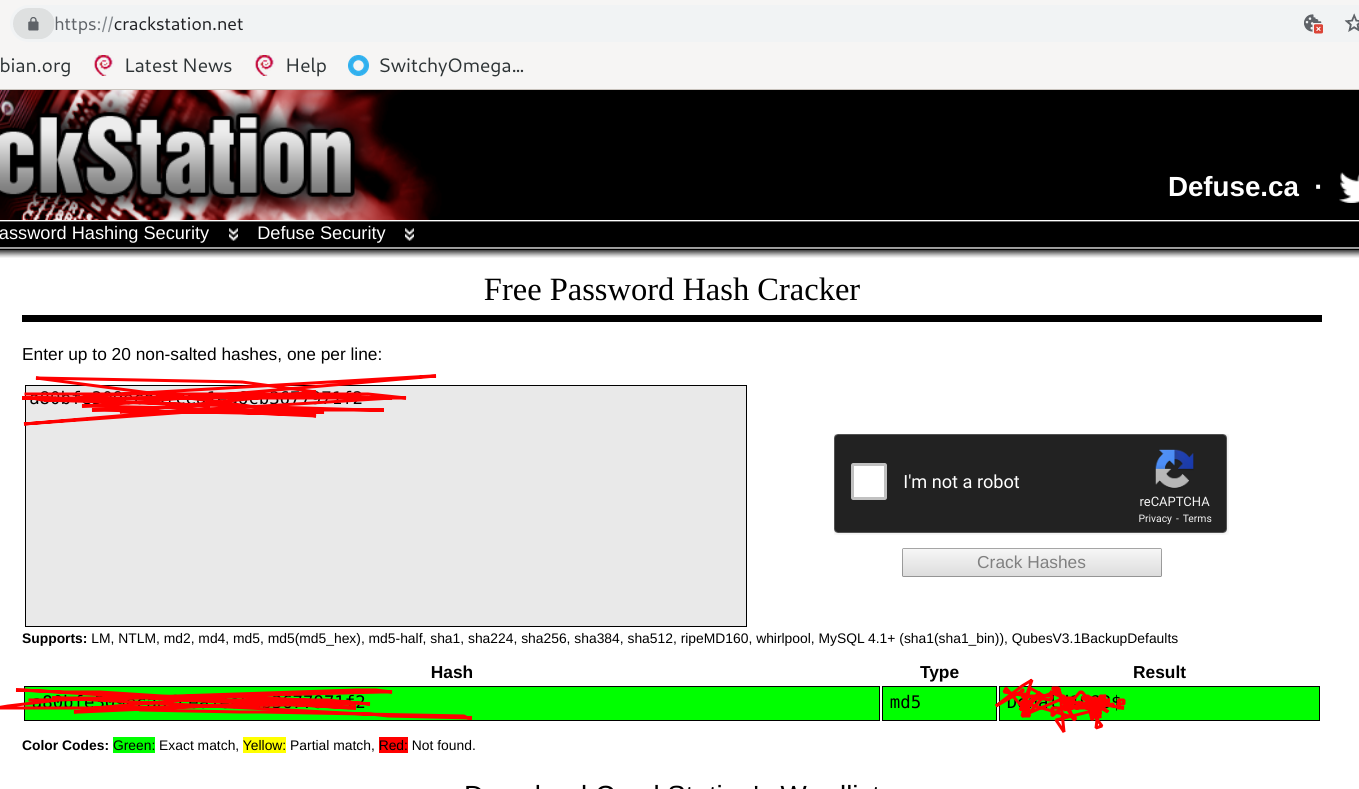 https://crackstation.net
bian.org Latest News Help SwitchyOmega...
ckStation
Defuse.ca ·
assword Hashing Security Defuse Security
Free Password Hash Cracker
Enter up to 20 non-salted hashes, one per line:
I'm not a robot
reCAPTCHA
Privacy - Terms
Crack Hashes
Supports: LM, NTLM, md2, md4, md5, md5(md5_hex), md5-half, sha1, sha224, sha256, sha384, sha512, ripeMD160, whirlpool, MySQL 4.1+ (sha1(sha1_bin)), QubesV3.1BackupDefaults
Hash Type Result
md5
Color Codes: Green: Exact match, Yellow: Partial match, Red: Not found.